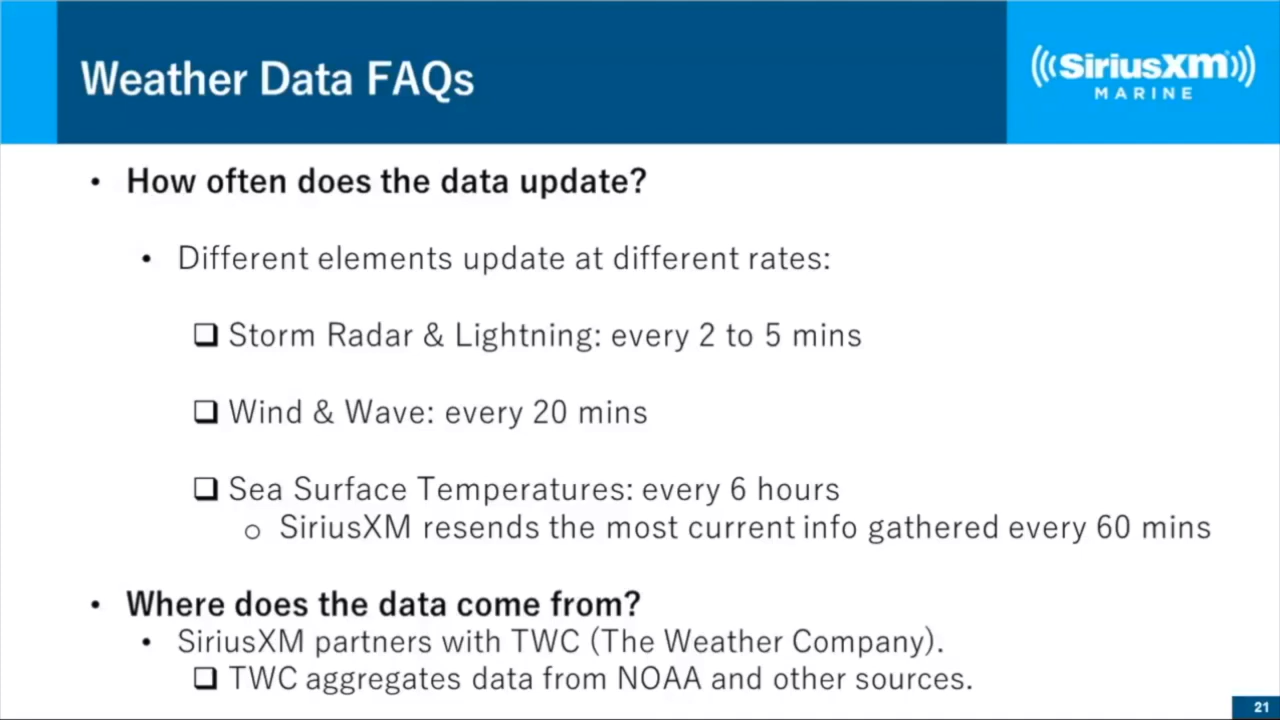 Weather Data FAQs
((SiriusXM))
MARINE
• How often does the data update?
• Different elements update at different rates:
❑ Storm Radar & Lightning: every 2 to 5 mins
❑ Wind & Wave: every 20 mins
❑ Sea Surface Temperatures: every 6 hours
o SiriusXM resends the most current info gathered every 60 mins
• Where does the data come from?
• SiriusXM partners with TWC (The Weather Company).
❑ TWC aggregates data from NOAA and other sources.
21